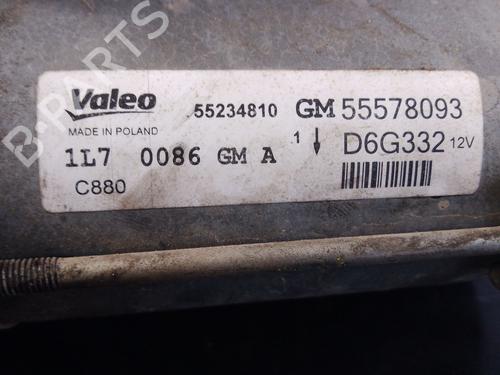 B-PARTS
Valeo 55234810 GM 55578093
MADE IN POLAND
1L7 0086 GM A 1 D6G332 12V
C880